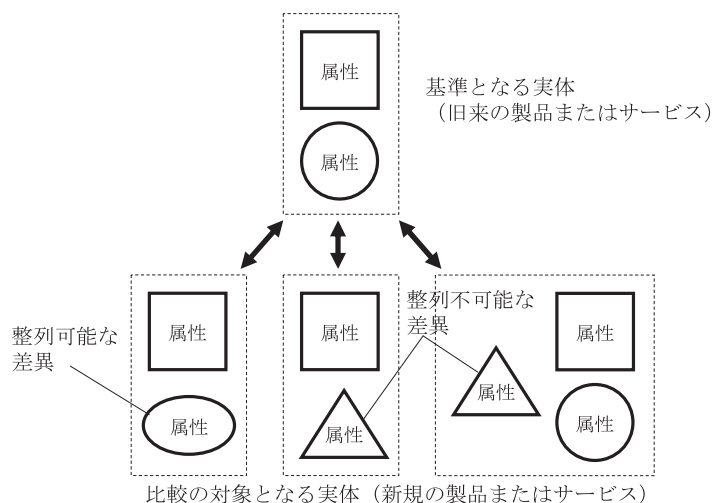 属性
属性
基準となる実体
（旧来の製品またはサービス）
整列可能な
差異
属性
属性
属性
属性
整列不可能な
差異
属性
属性
属性
比較の対象となる実体（新規の製品またはサービス）